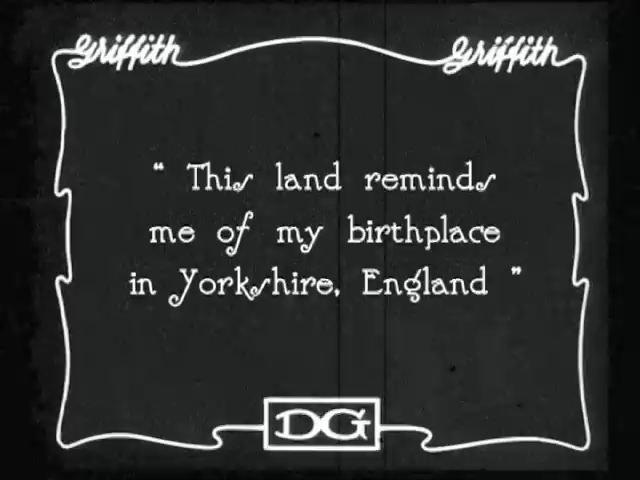 Griffith Griffith
“ This land reminds
me of my birthplace
in Yorkshire, England ”
DG